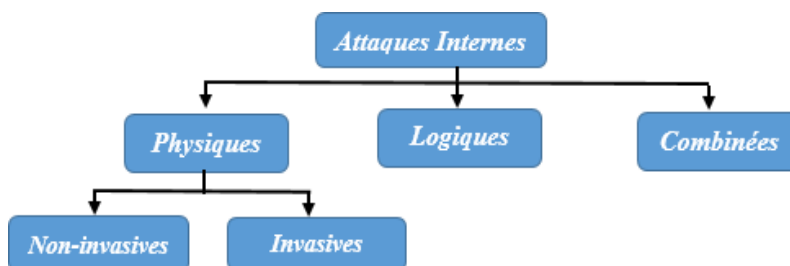 Attaques Internes
Physiques
Logiques
Combinées
Non-invasives
Invasives